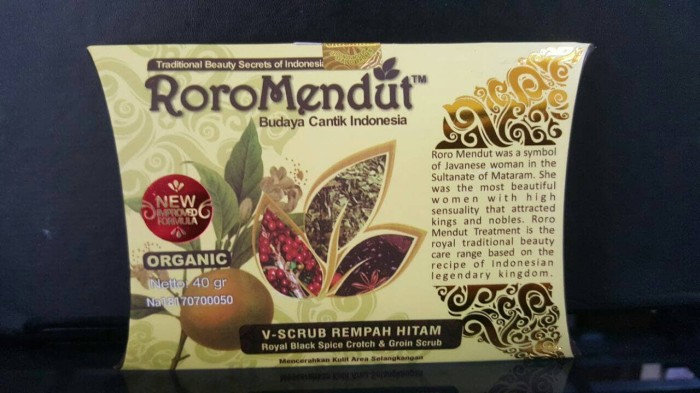 Traditional Beauty Secrets of Indonesia
RoroMendut™
Budaya Cantik Indonesia
Roro Mendut was a symbol
of Javanese woman in the
Sultanate of Mataram. She
was the most beautiful
women with high
sensuality that attracted
kings and nobles. Roro
Mendut Treatment is the
royal traditional beauty
care range based on the
recipe of Indonesian
legendary kingdom.
NEW
IMPROVED
FORMULA
ORGANIC
Netto 40 gr
Na18170700050
V-SCRUB REMPAH HITAM
Royal Black Spice Crotch & Groin Scrub
Mencerahkan Kulit Area Selangkangan